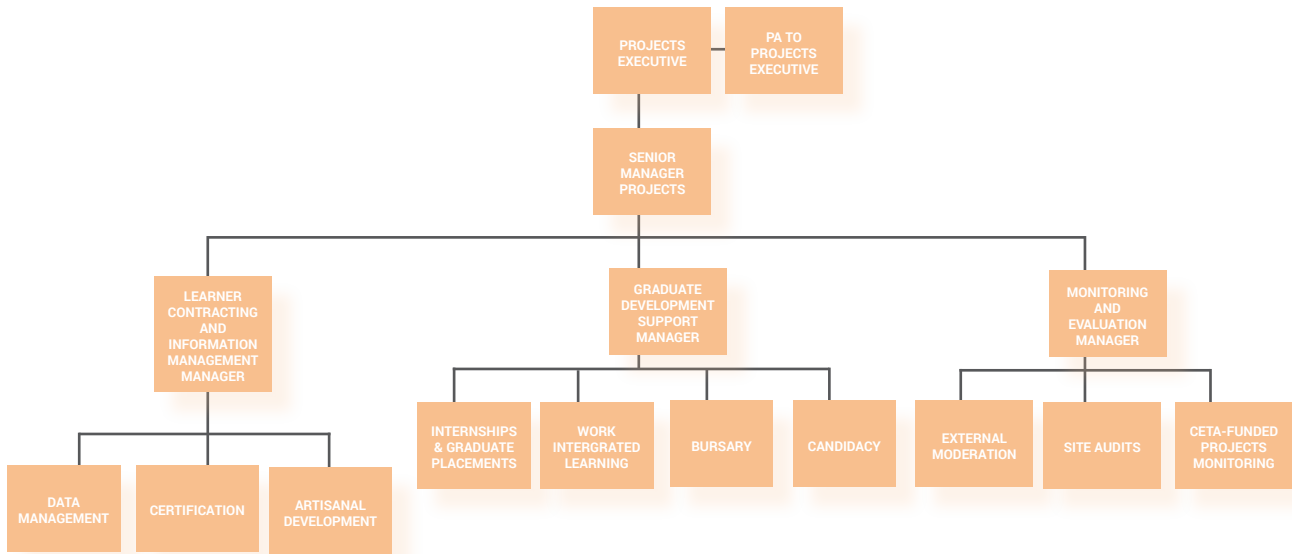 PROJECTS
EXECUTIVE
PA TO
PROJECTS
EXECUTIVE
SENIOR
MANAGER
PROJECTS
LEARNER
CONTRACTING
AND
INFORMATION
MANAGEMENT
MANAGER
GRADUATE
DEVELOPMENT
SUPPORT
MANAGER
MONITORING
AND
EVALUATION
MANAGER
DATA
MANAGEMENT
CERTIFICATION
ARTISANAL
DEVELOPMENT
INTERNSHIPS
& GRADUATE
PLACEMENTS
WORK
INTERGRATED
LEARNING
BURSARY
CANDIDACY
EXTERNAL
MODERATION
SITE AUDITS
CETA-FUNDED
PROJECTS
MONITORING